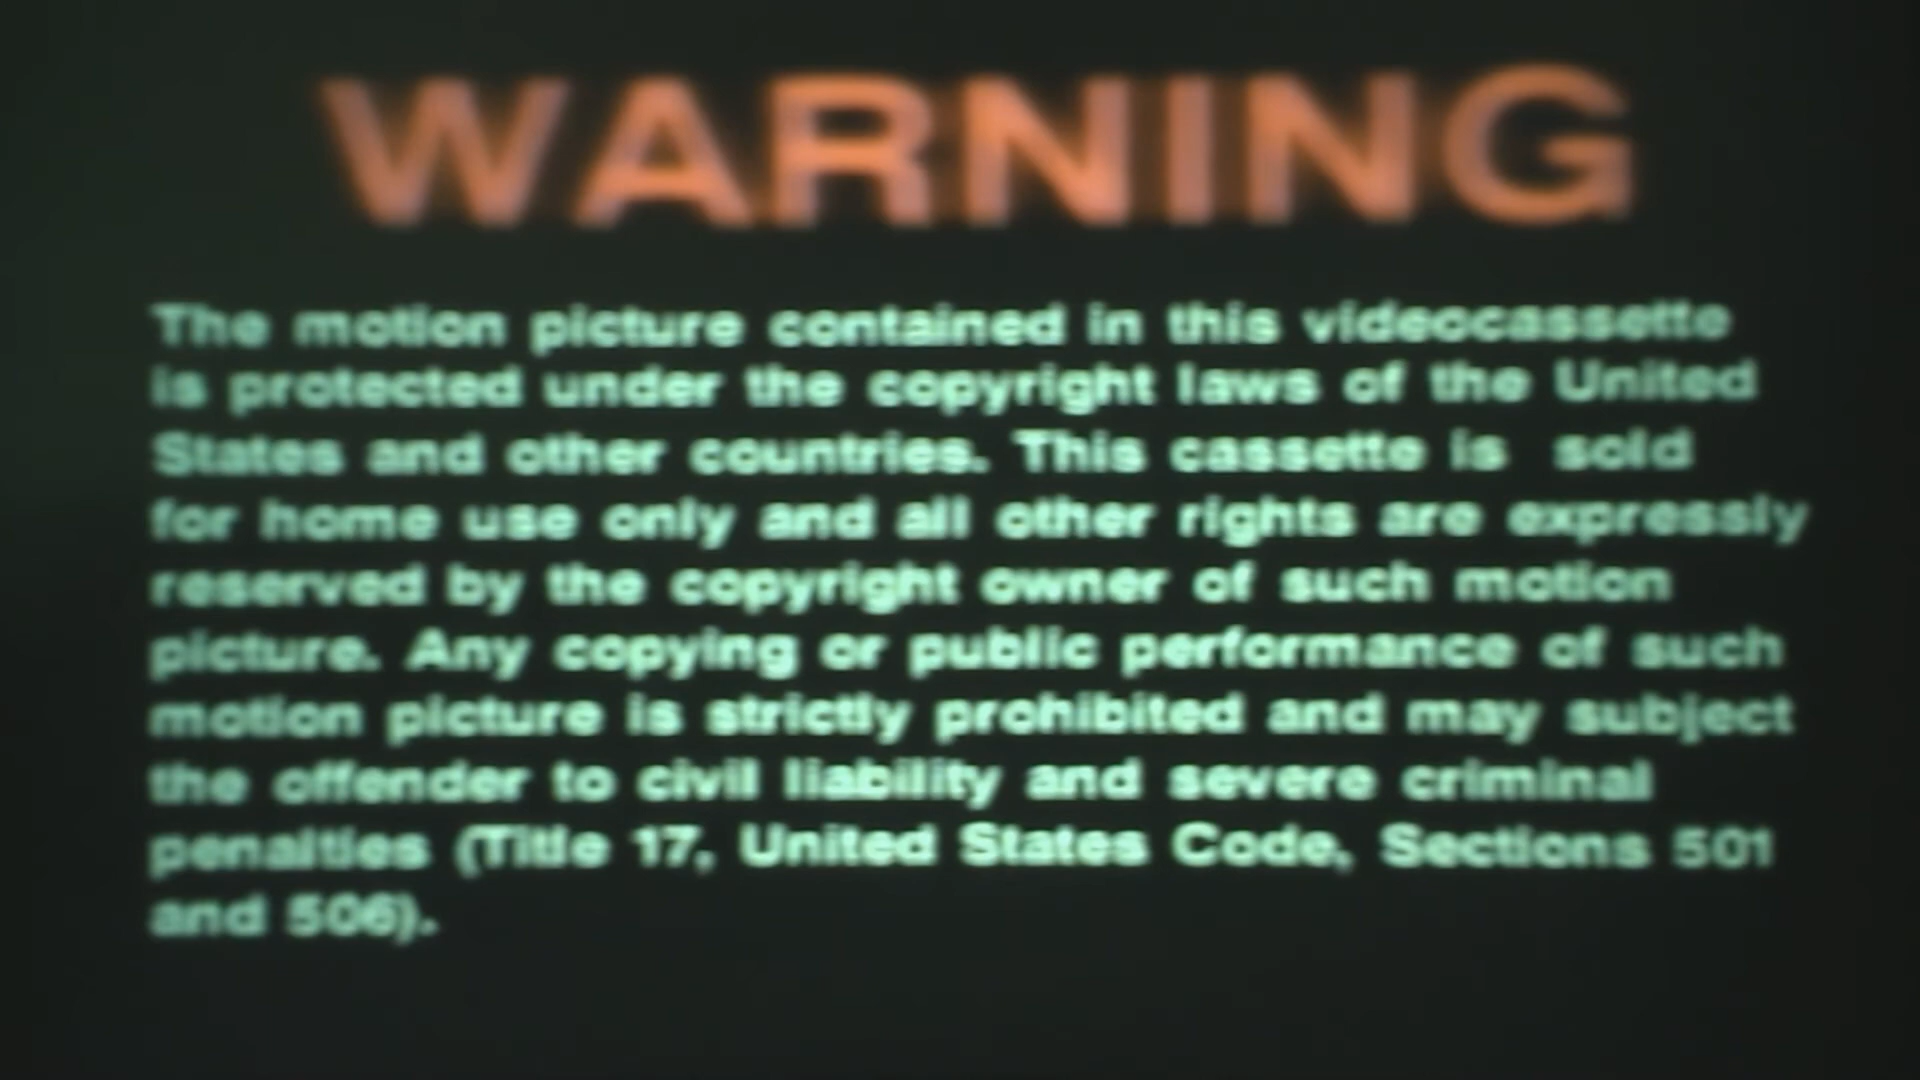 WARNING
The motion picture contained in this videocassette
is protected under the copyright laws of the United
States and other countries. This cassette is sold
for home use only and all other rights are expressly
reserved by the copyright owner of such motion
picture. Any copying or public performance of such
motion picture is strictly prohibited and may subject
the offender to civil liability and severe criminal
penalties (Title 17, United States Code, Sections 501
and 506).